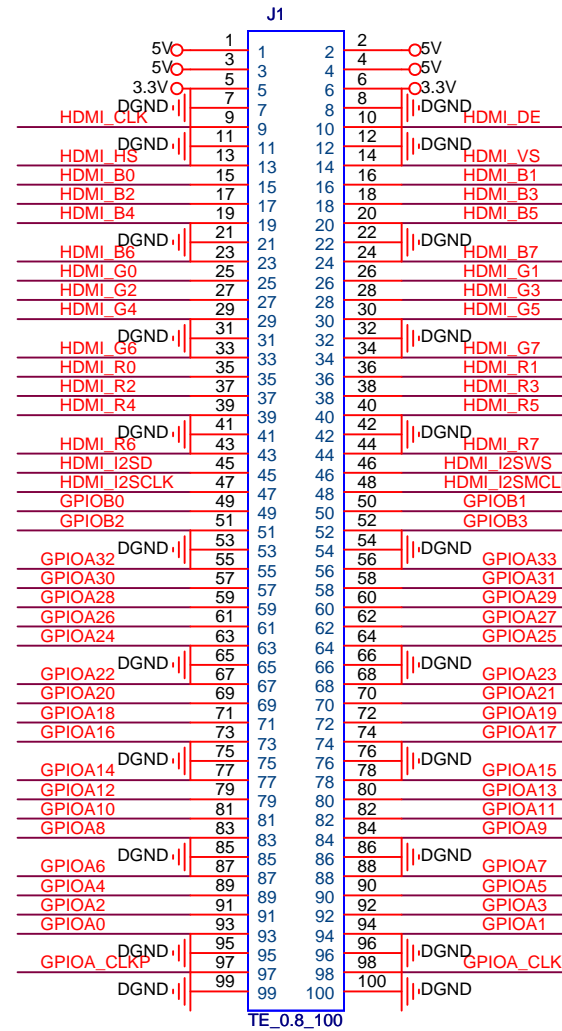 J1
5V 1 1 2 2 5V
5V 3 3 4 4 5V
3.3V 5 5 6 6 3.3V
DGND 7 7 8 8 DGND
HDMI_CLK 9 9 10 10 HDMI_DE
DGND 11 11 12 12 DGND
HDMI_HS 13 13 14 14 HDMI_VS
HDMI_B0 15 15 16 16 HDMI_B1
HDMI_B2 17 17 18 18 HDMI_B3
HDMI_B4 19 19 20 20 HDMI_B5
DGND 21 21 22 22 DGND
HDMI_B6 23 23 24 24 HDMI_B7
HDMI_G0 25 25 26 26 HDMI_G1
HDMI_G2 27 27 28 28 HDMI_G3
HDMI_G4 29 29 30 30 HDMI_G5
DGND 31 31 32 32 DGND
HDMI_G6 33 33 34 34 HDMI_G7
HDMI_R0 35 35 36 36 HDMI_R1
HDMI_R2 37 37 38 38 HDMI_R3
HDMI_R4 39 39 40 40 HDMI_R5
DGND 41 41 42 42 DGND
HDMI_R6 43 43 44 44 HDMI_R7
HDMI_I2SD 45 45 46 46 HDMI_I2SWS
HDMI_I2SCLK 47 47 48 48 HDMI_I2SMCL
GPIOB0 49 49 50 50 GPIOB1
GPIOB2 51 51 52 52 GPIOB3
DGND 53 53 54 54 DGND
GPIOA32 55 55 56 56 GPIOA33
GPIOA30 57 57 58 58 GPIOA31
GPIOA28 59 59 60 60 GPIOA29
GPIOA26 61 61 62 62 GPIOA27
GPIOA24 63 63 64 64 GPIOA25
DGND 65 65 66 66 DGND
GPIOA22 67 67 68 68 GPIOA23
GPIOA20 69 69 70 70 GPIOA21
GPIOA18 71 71 72 72 GPIOA19
GPIOA16 73 73 74 74 GPIOA17
DGND 75 75 76 76 DGND
GPIOA14 77 77 78 78 GPIOA15
GPIOA12 79 79 80 80 GPIOA13
GPIOA10 81 81 82 82 GPIOA11
GPIOA8 83 83 84 84 GPIOA9
DGND 85 85 86 86 DGND
GPIOA6 87 87 88 88 GPIOA7
GPIOA4 89 89 90 90 GPIOA5
GPIOA2 91 91 92 92 GPIOA3
GPIOA0 93 93 94 94 GPIOA1
DGND 95 95 96 96 DGND
GPIOA_CLKP 97 97 98 98 GPIOA_CLK
DGND 99 99 100 100 DGND
TE_0.8_100